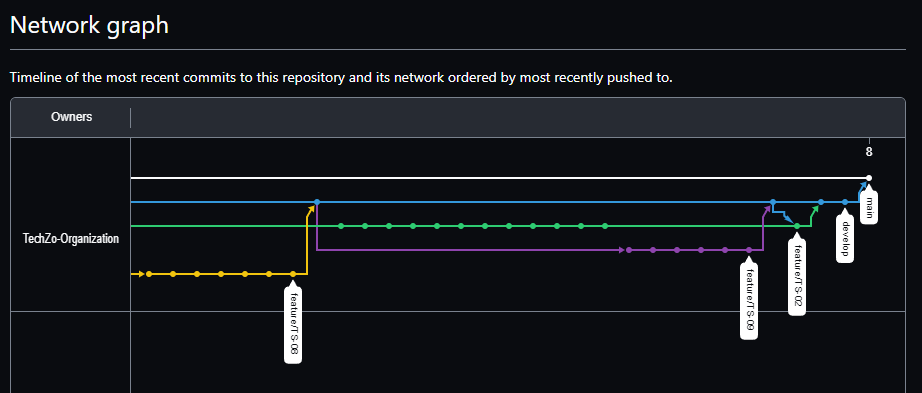 Network graph
Timeline of the most recent commits to this repository and its network ordered by most recently pushed to.
Owners
8
TechZo-Organization
main
develop
feature/TS-02
feature/TS-09
feature/TS-08